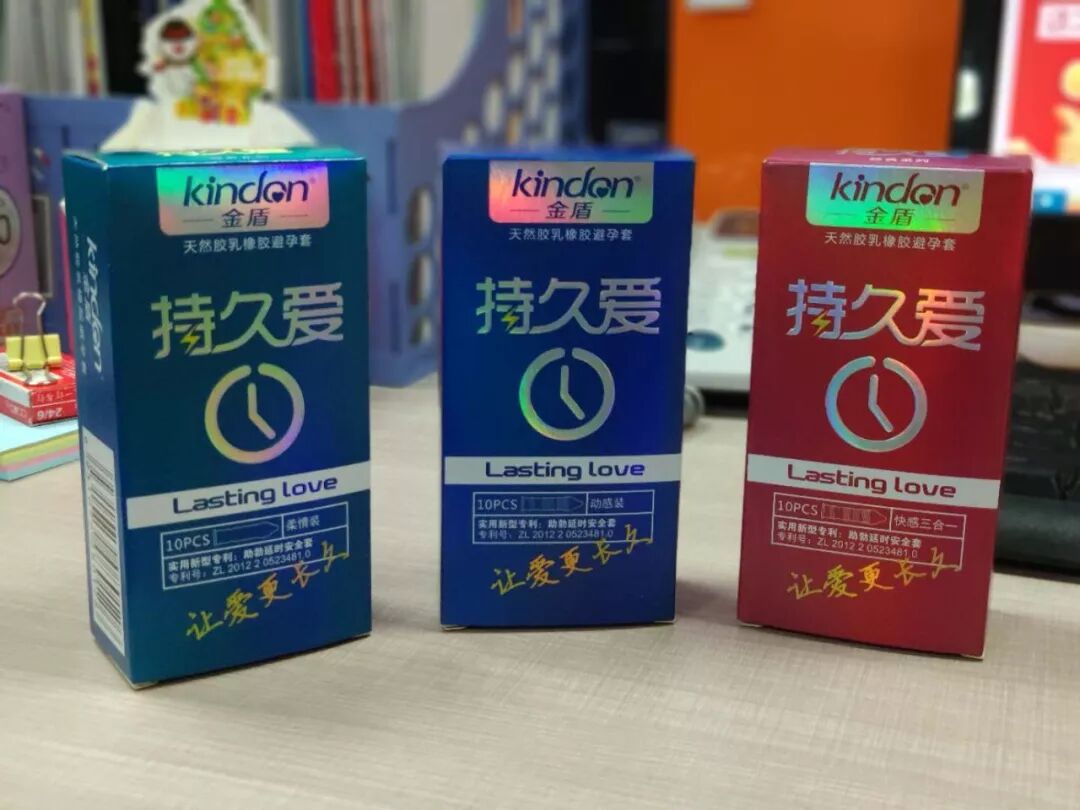 kindon®
金盾
天然胶乳橡胶避孕套
持久爱
Lasting love
10PCS 柔情装
实用新型专利：助勃延时安全套
专利号：ZL 2012 2 0523481.0
让爱更长久
kindon
24/6
kindon®
金盾
天然胶乳橡胶避孕套
持久爱
Lasting love
10PCS 动感装
实用新型专利：助勃延时安全套
专利号：ZL 2012 2 0523481.0
让爱更长久
kindon®
金盾
天然胶乳橡胶避孕套
持久爱
Lasting love
10PCS 快感三合一
实用新型专利：助勃延时安全套
专利号：ZL 2012 2 0523481.0
让爱更长久